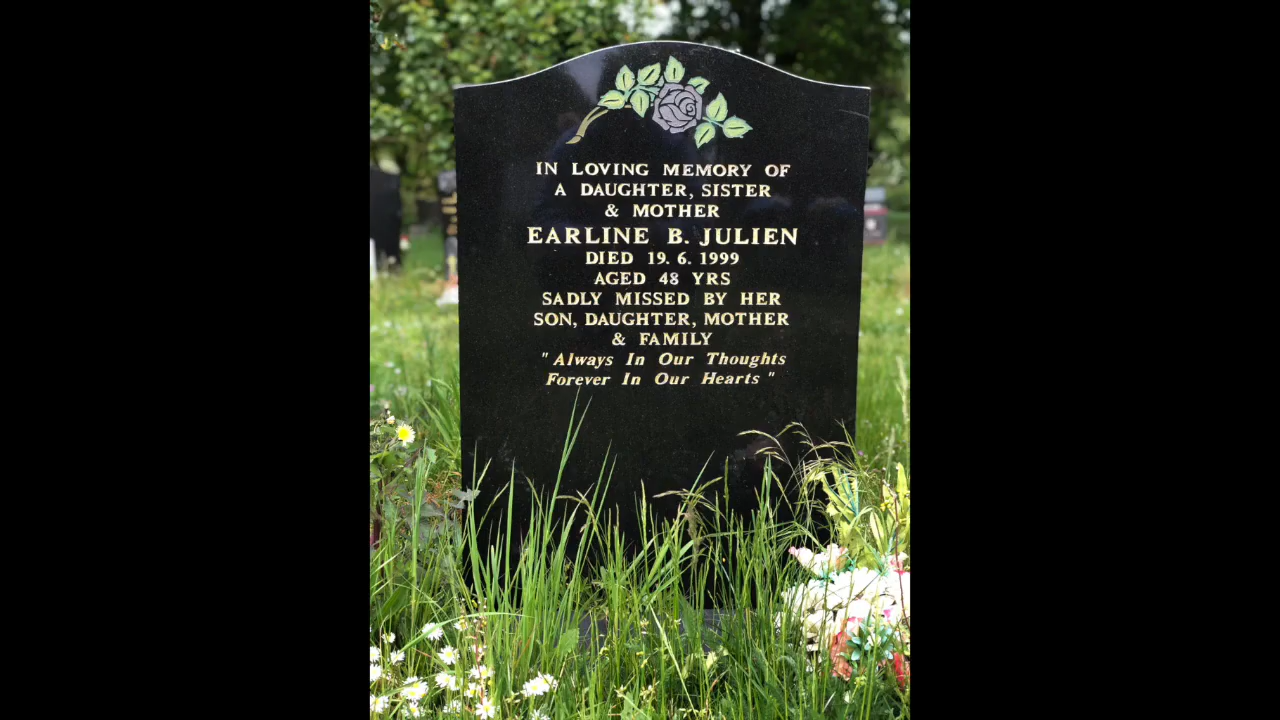 IN LOVING MEMORY OF
A DAUGHTER, SISTER
& MOTHER
EARLINE B. JULIEN
DIED 19. 6. 1999
AGED 48 YRS
SADLY MISSED BY HER
SON, DAUGHTER, MOTHER
& FAMILY
"Always In Our Thoughts
Forever In Our Hearts"